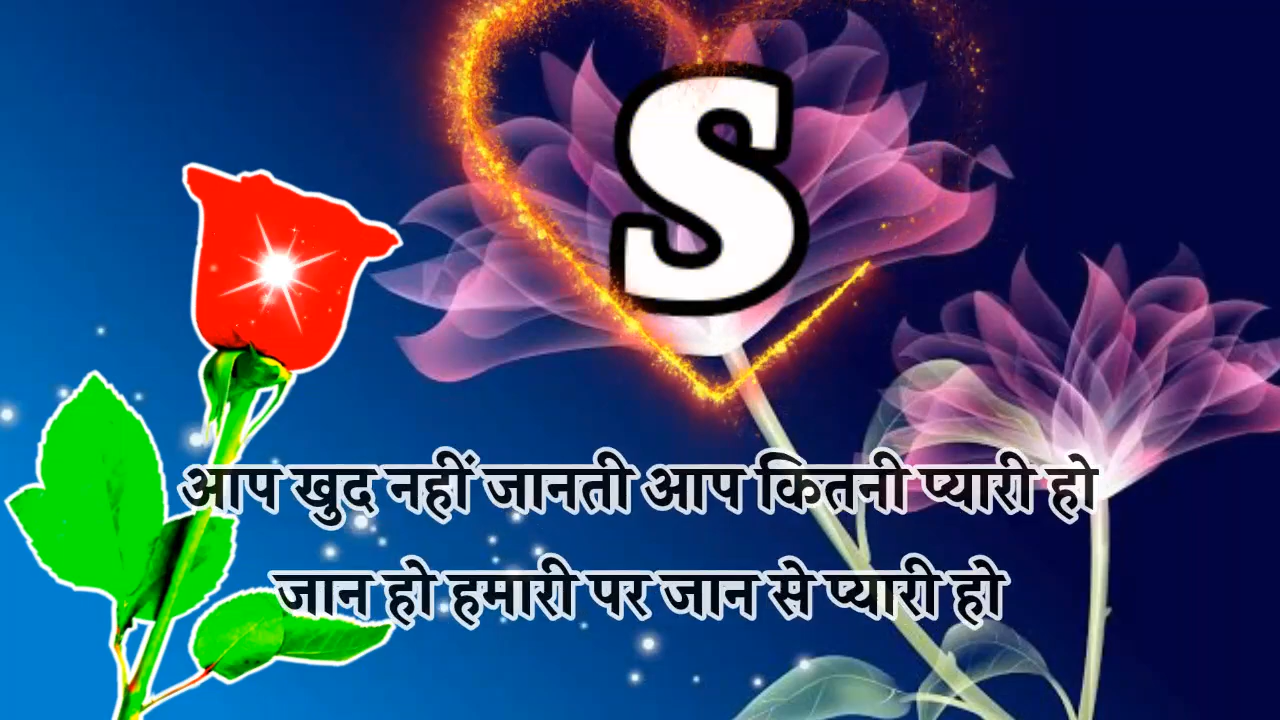 S
आप खुद नहीं जानती आप कितनी प्यारी हो
जान हो हमारी पर जान से प्यारी हो